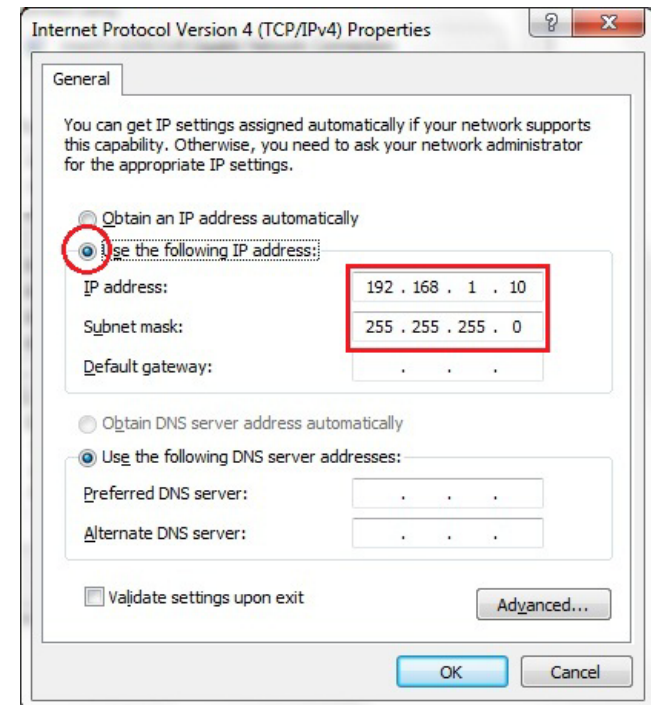 Internet Protocol Version 4 (TCP/IPv4) Properties
General
You can get IP settings assigned automatically if your network supports
this capability. Otherwise, you need to ask your network administrator
for the appropriate IP settings.
Obtain an IP address automatically
Use the following IP address:
IP address: 192 . 168 . 1 . 10
Subnet mask: 255 . 255 . 255 . 0
Default gateway: . . .
Obtain DNS server address automatically
Use the following DNS server addresses:
Preferred DNS server: . . .
Alternate DNS server: . . .
Validate settings upon exit
Advanced...
OK Cancel